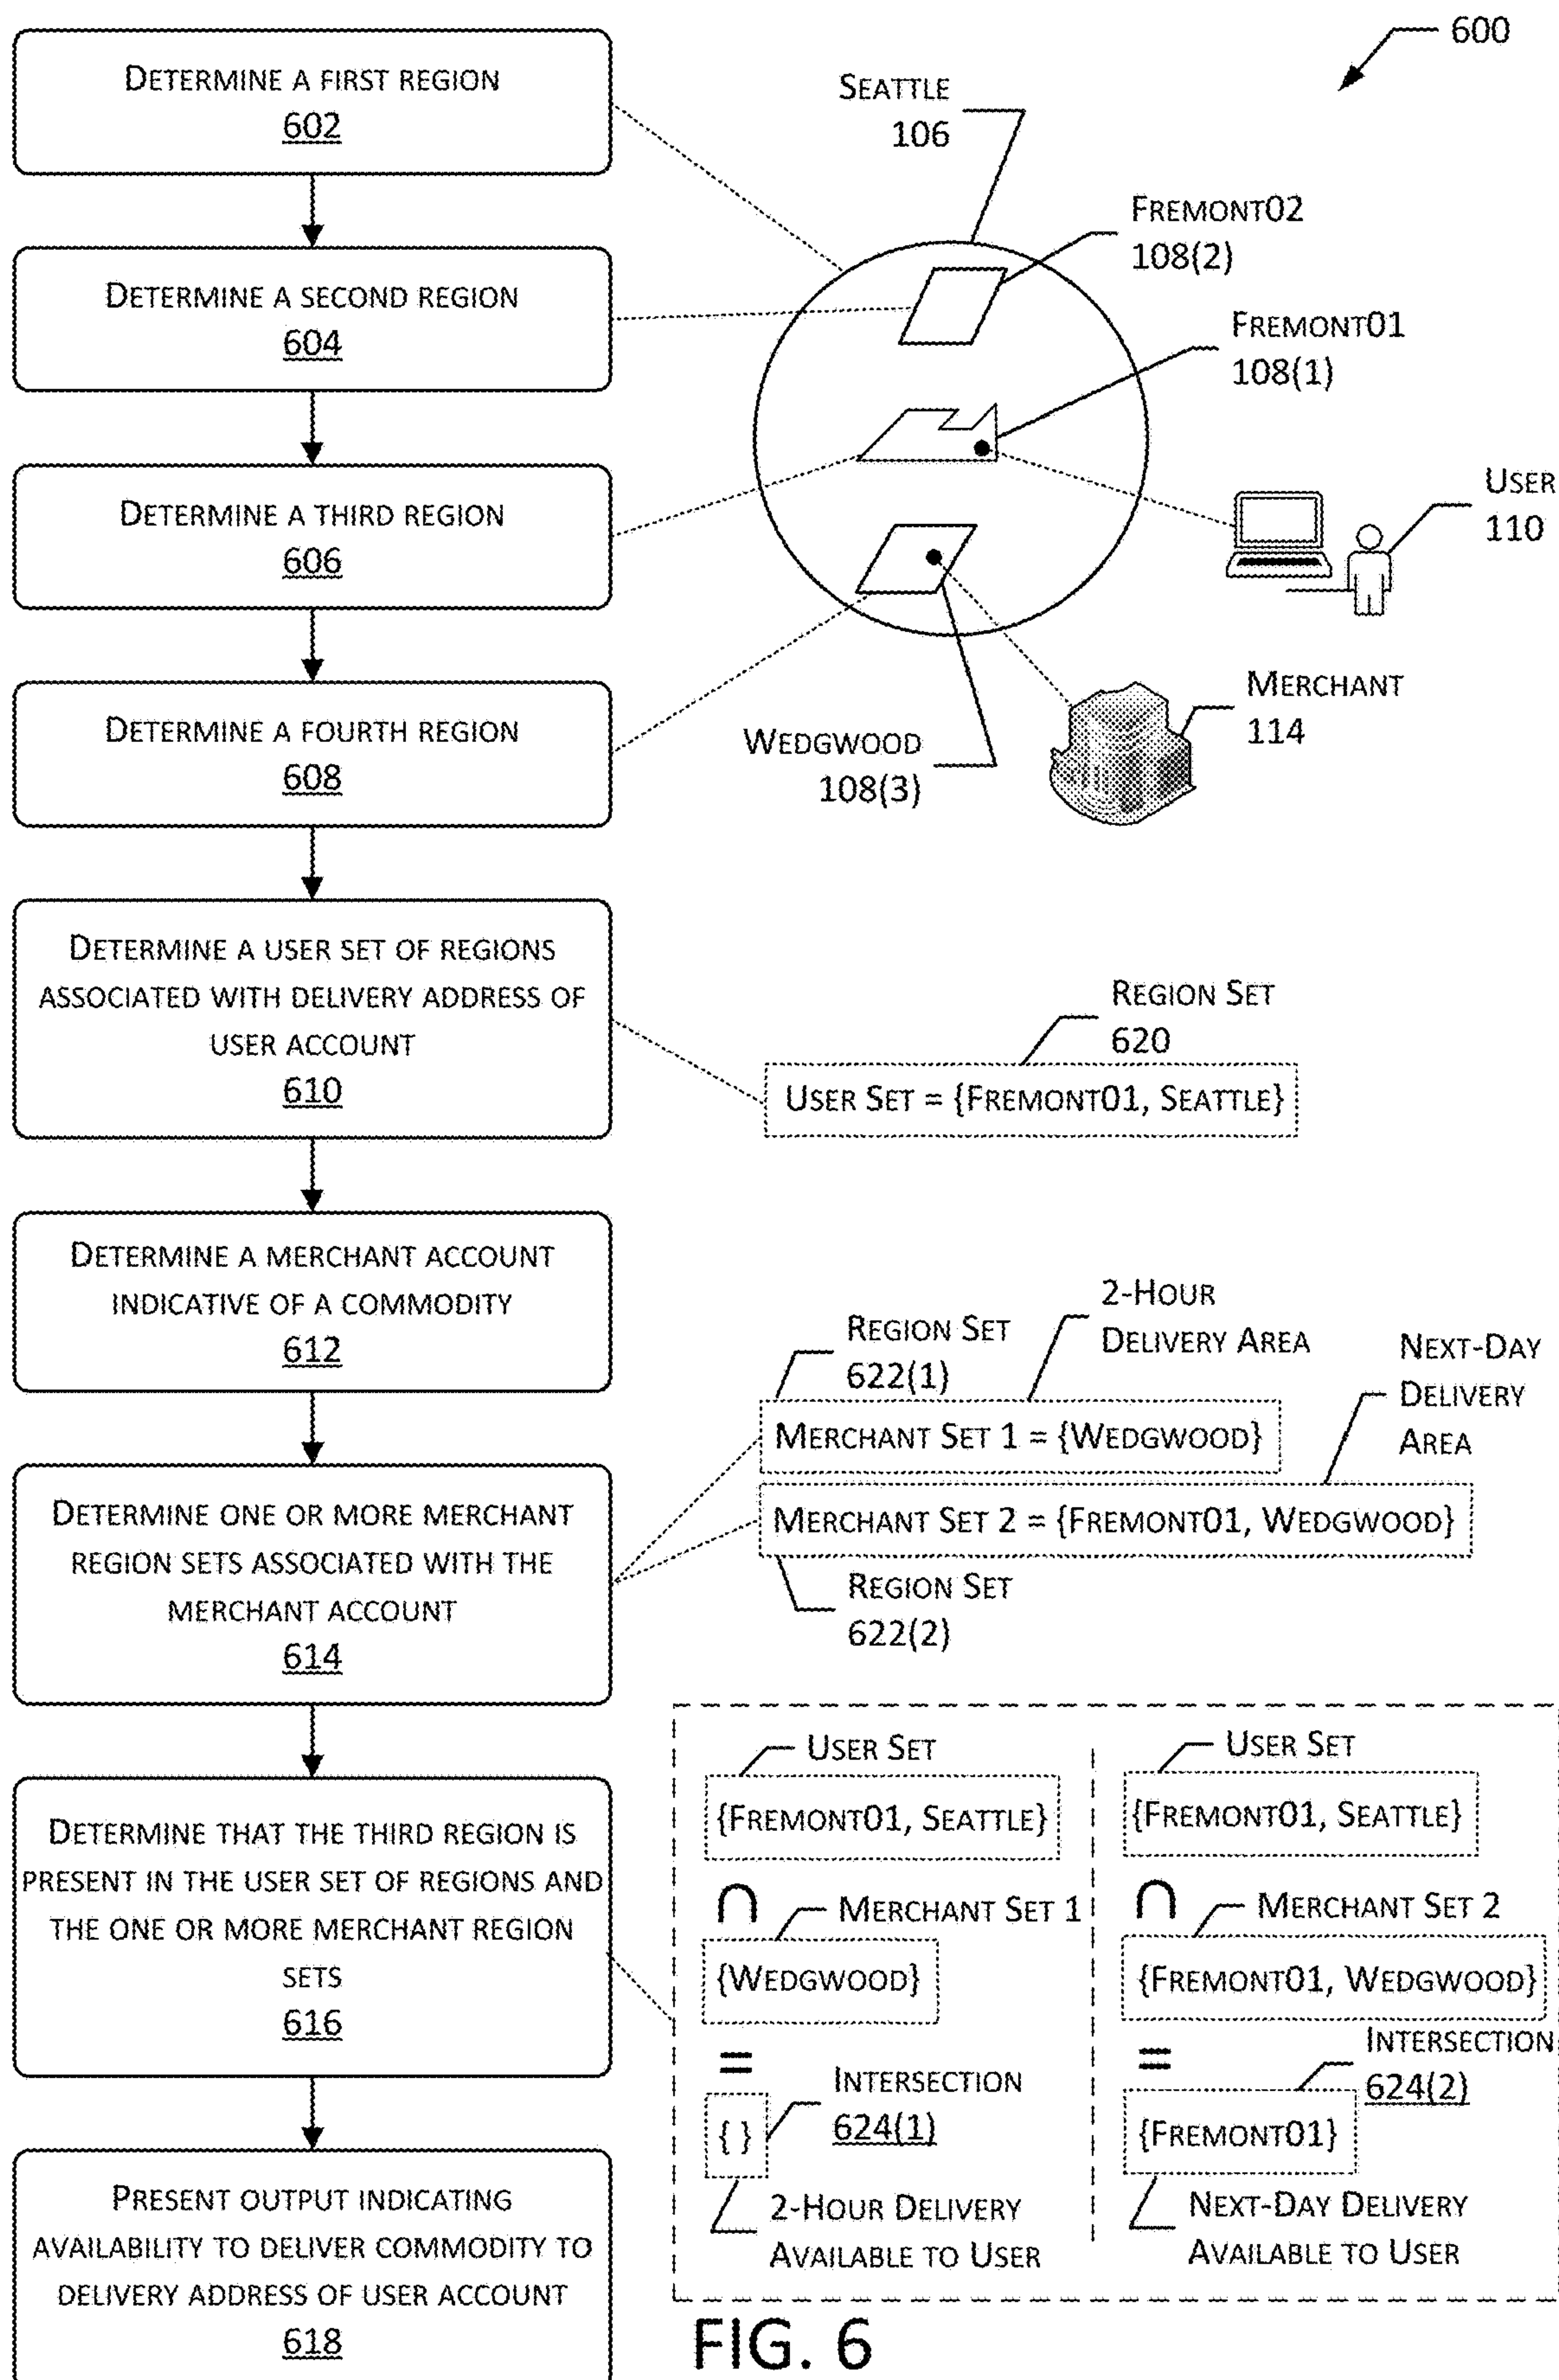 DETERMINE A FIRST REGION
602
DETERMINE A SECOND REGION
604
DETERMINE A THIRD REGION
606
DETERMINE A FOURTH REGION
608
DETERMINE A USER SET OF REGIONS
ASSOCIATED WITH DELIVERY ADDRESS OF
USER ACCOUNT
610
DETERMINE A MERCHANT ACCOUNT
INDICATIVE OF A COMMODITY
612
DETERMINE ONE OR MORE MERCHANT
REGION SETS ASSOCIATED WITH THE
MERCHANT ACCOUNT
614
DETERMINE THAT THE THIRD REGION IS
PRESENT IN THE USER SET OF REGIONS AND
THE ONE OR MORE MERCHANT REGION
SETS
616
PRESENT OUTPUT INDICATING
AVAILABILITY TO DELIVER COMMODITY TO
DELIVERY ADDRESS OF USER ACCOUNT
618
600
SEATTLE
106
FREMONT02
108(2)
FREMONT01
108(1)
USER
110
MERCHANT
114
WEDGWOOD
108(3)
REGION SET
620
USER SET = {FREMONT01, SEATTLE}
REGION SET
622(1)
2-HOUR
DELIVERY AREA
NEXT-DAY
DELIVERY
AREA
MERCHANT SET 1 = {WEDGWOOD}
MERCHANT SET 2 = {FREMONT01, WEDGWOOD}
REGION SET
622(2)
USER SET
{FREMONT01, SEATTLE}
∩
MERCHANT SET 1
{WEDGWOOD}
=
INTERSECTION
624(1)
{ }
2-HOUR DELIVERY
AVAILABLE TO USER
USER SET
{FREMONT01, SEATTLE}
∩
MERCHANT SET 2
{FREMONT01, WEDGWOOD}
=
INTERSECTION
624(2)
{FREMONT01}
NEXT-DAY DELIVERY
AVAILABLE TO USER
FIG. 6